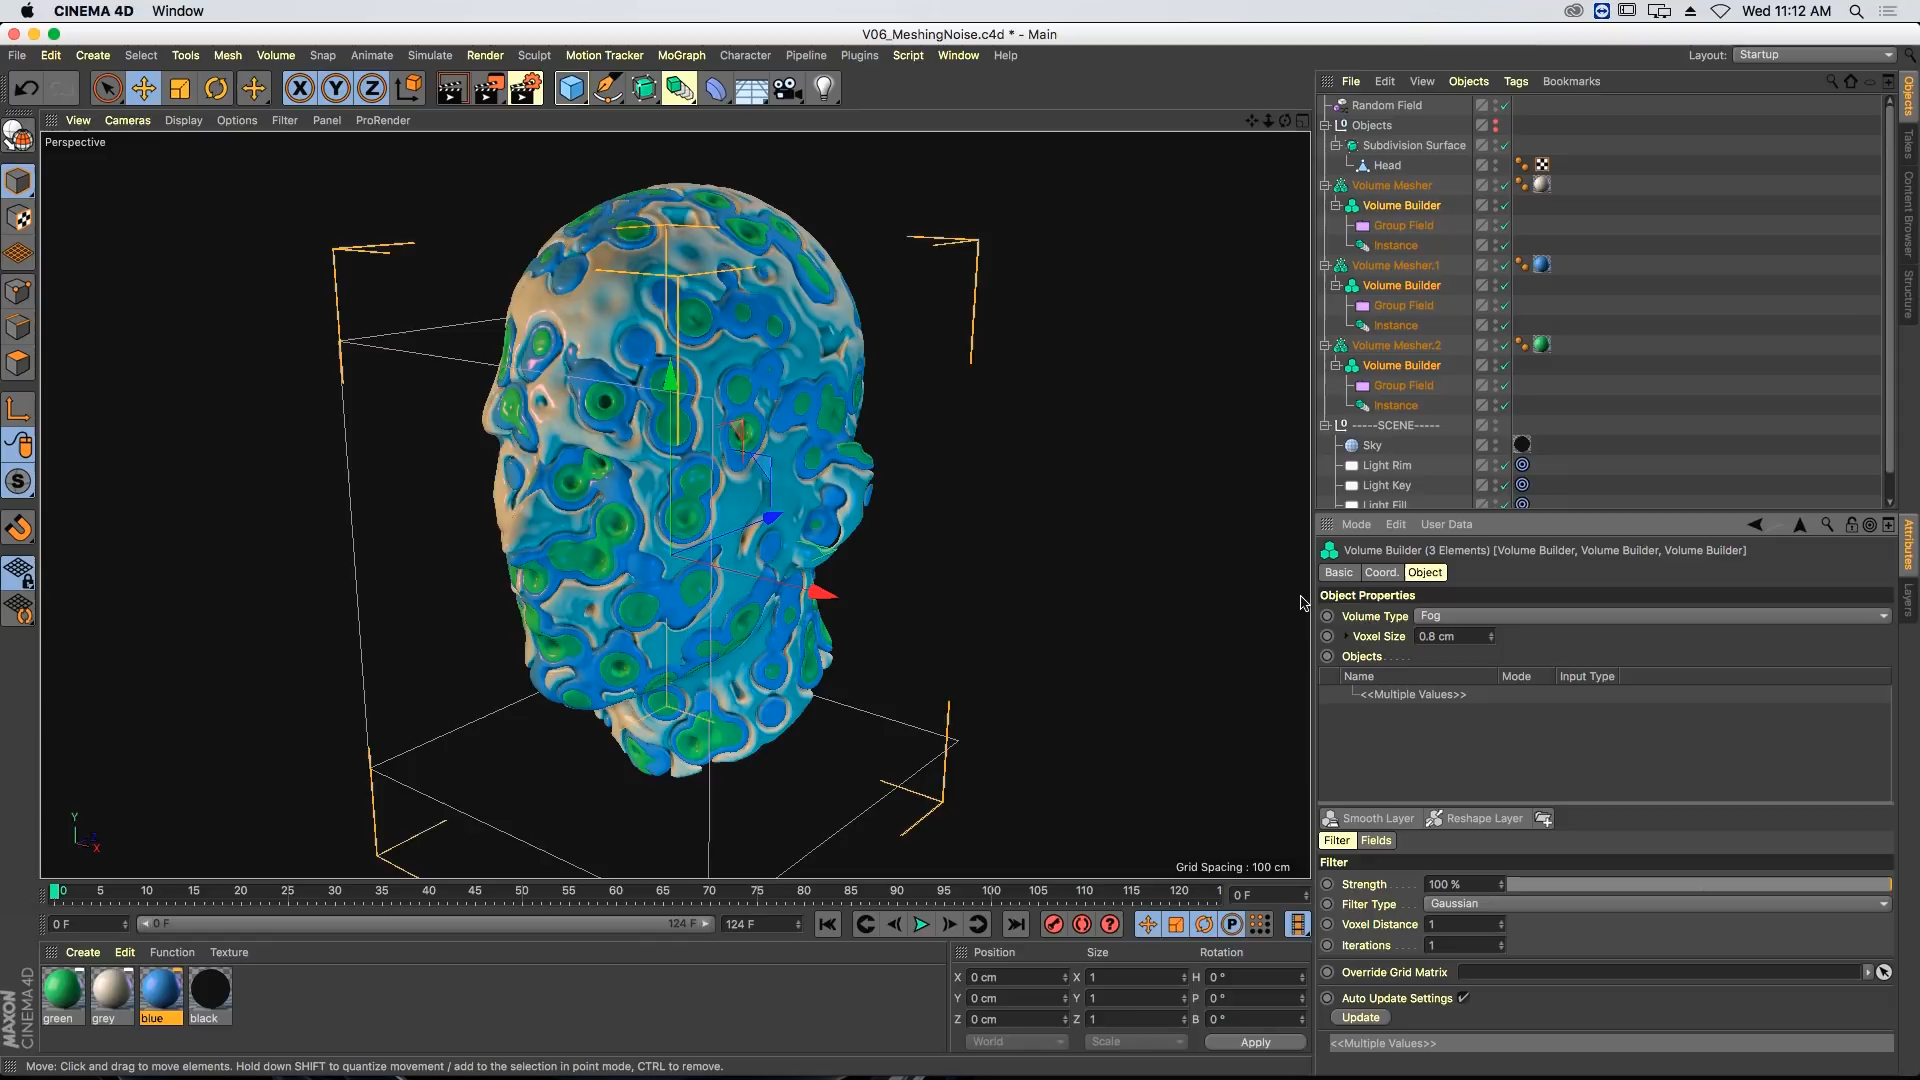 CINEMA 4D Window Wed 11:12 AM
V06_MeshingNoise.c4d * - Main
File Edit Create Select Tools Mesh Volume Snap Animate Simulate Render Sculpt Motion Tracker MoGraph Character Pipeline Plugins Script Window Help Layout: Startup
X Y Z
File Edit View Objects Tags Bookmarks
View Cameras Display Options Filter Panel ProRender
Perspective
Random Field
Objects
Subdivision Surface
Head
Volume Mesher
Volume Builder
Group Field
Instance
Volume Mesher.1
Volume Builder
Group Field
Instance
Volume Mesher.2
Volume Builder
Group Field
Instance
-----SCENE-----
Sky
Light Rim
Light Key
Light Fill
Objects
Takes
Content Browser
Structure
Mode Edit User Data
Volume Builder (3 Elements) [Volume Builder, Volume Builder, Volume Builder]
Basic Coord. Object
Object Properties
Volume Type Fog
Voxel Size 0.8 cm
Objects
Name Mode Input Type
<<Multiple Values>>
Smooth Layer Reshape Layer
Filter Fields
Filter
Strength 100 %
Filter Type Gaussian
Voxel Distance 1
Iterations 1
Override Grid Matrix
Auto Update Settings
Update
<<Multiple Values>>
Attributes
Layers
Y
X
Grid Spacing : 100 cm
0 5 10 15 20 25 30 35 40 45 50 55 60 65 70 75 80 85 90 95 100 105 110 115 120 1 0 F
0 F 0 F 124 F 124 F
Create Edit Function Texture
green grey blue black
Position Size Rotation
X 0 cm X 1 H 0 °
Y 0 cm Y 1 P 0 °
Z 0 cm Z 1 B 0 °
World Scale Apply
MAXON
CINEMA 4D
Move: Click and drag to move elements. Hold down SHIFT to quantize movement / add to the selection in point mode, CTRL to remove.